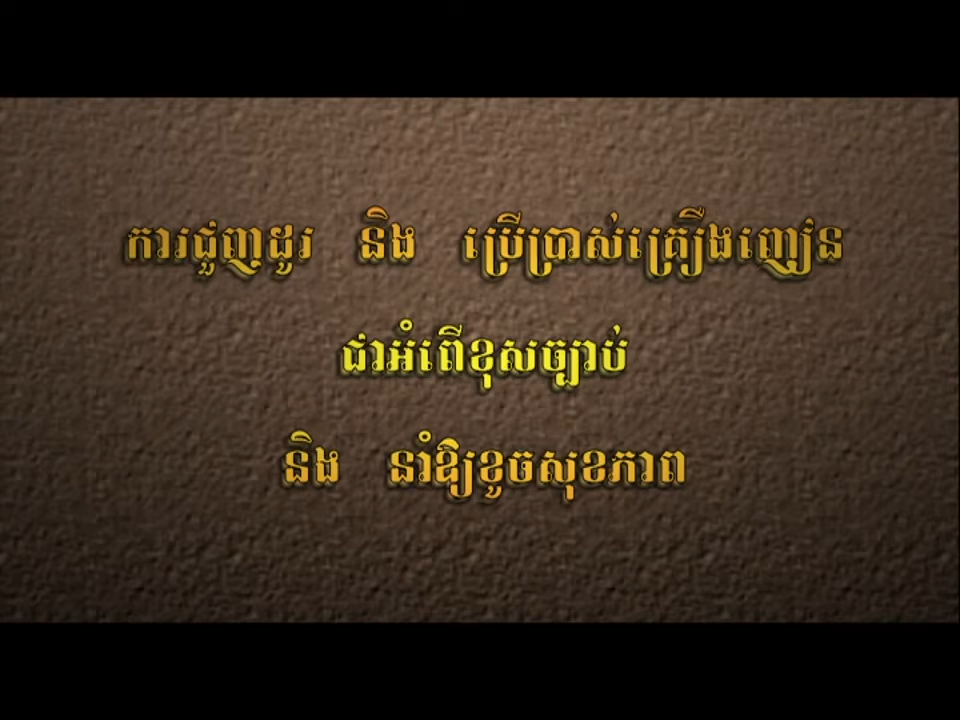 ការជួញដូរ និង ប្រើប្រាស់គ្រឿងញៀន
ជាអំពើខុសច្បាប់
និង នាំឱ្យខូចសុខភាព